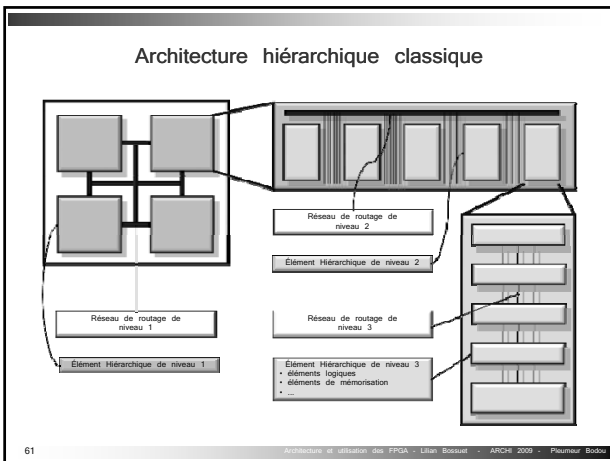 Architecture hiérarchique classique
Réseau de routage de
niveau 2
Élément Hiérarchique de niveau 2
Réseau de routage de
niveau 1
Réseau de routage de
niveau 3
Élément Hiérarchique de niveau 1
Élément Hiérarchique de niveau 3
• éléments logiques
• éléments de mémorisation
• ...
61
Architecture et utilisation des FPGA - Lilian Bossuet - ARCHI 2009 - Pleumeur Bodou